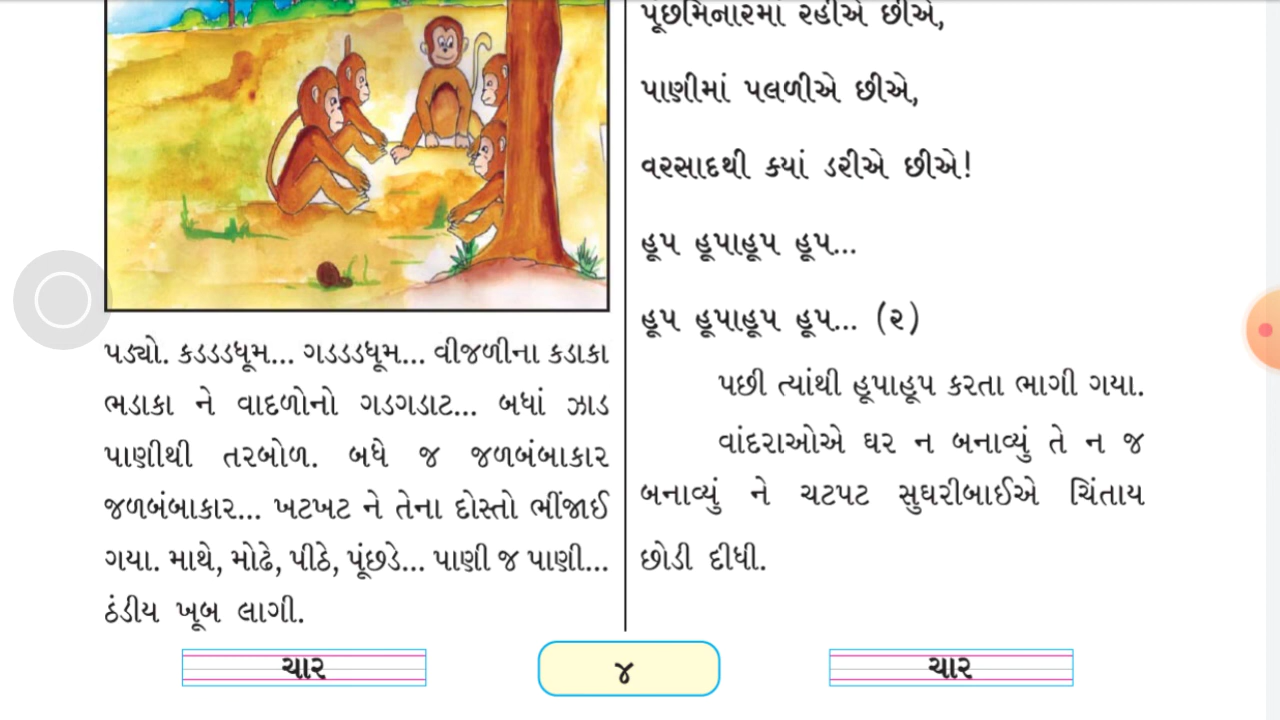 પડ્યો. કડડડધૂમ... ગડડડધૂમ... વીજળીના કડાકા
ભડાકા ને વાદળોનો ગડગડાટ... બધાં ઝાડ
પાણીથી તરબોળ. બધે જ જળબંબાકાર
જળબંબાકાર... ખટખટ ને તેના દોસ્તો ભીંજાઈ
ગયા. માથે, મોઢે, પીઠે, પૂંછડે... પાણી જ પાણી...
ઠંડીય ખૂબ લાગી.
પૂછમિનારમાં રહીએ છીએ,
પાણીમાં પલળીએ છીએ,
વરસાદથી ક્યાં ડરીએ છીએ!
હૂપ હૂપાહૂપ હૂપ...
હૂપ હૂપાહૂપ હૂપ... (૨)
પછી ત્યાંથી હૂપાહૂપ કરતા ભાગી ગયા.
વાંદરાઓએ ઘર ન બનાવ્યું તે ન જ
બનાવ્યું ને ચટપટ સુઘરીબાઈએ ચિંતાય
છોડી દીધી.
ચાર
૪
ચાર